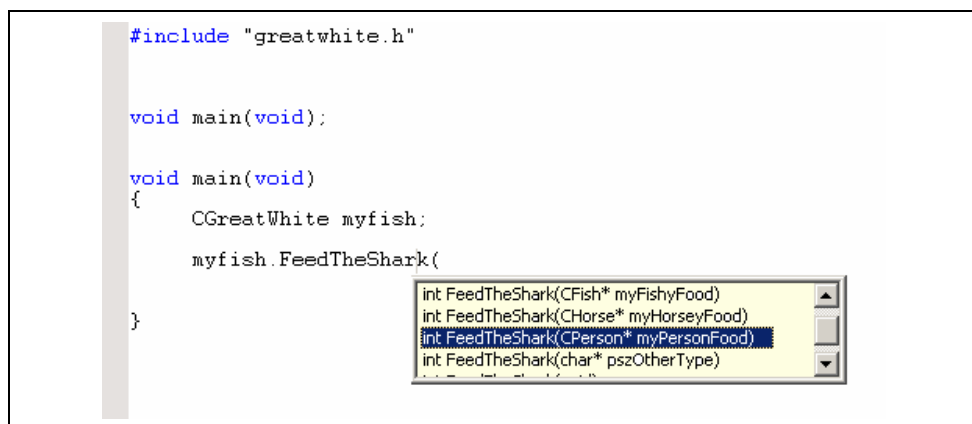 #include "greatwhite.h"
void main(void);
void main(void)
{
CGreatWhite myfish;
myfish.FeedTheShark(
int FeedTheShark(CFish* myFishyFood)
int FeedTheShark(CHorse* myHorseyFood)
int FeedTheShark(CPerson* myPersonFood)
int FeedTheShark(char* pszOtherType)
}